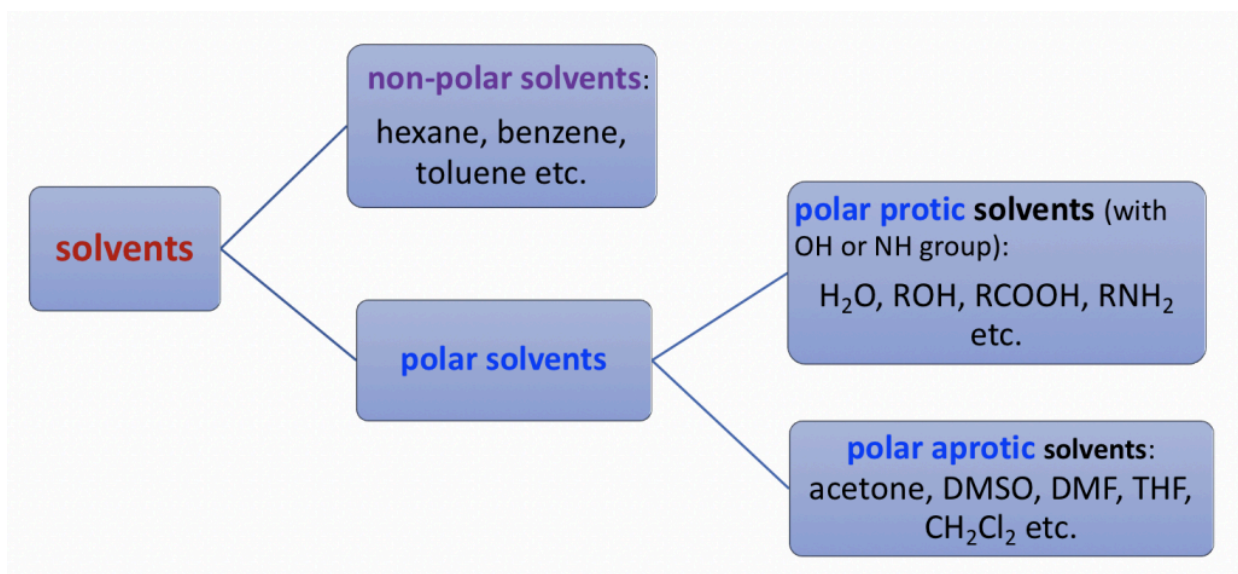 solvents
non-polar solvents:
hexane, benzene,
toluene etc.
polar solvents
polar protic solvents (with
OH or NH group):
H₂O, ROH, RCOOH, RNH₂
etc.
polar aprotic solvents:
acetone, DMSO, DMF, THF,
CH₂Cl₂ etc.